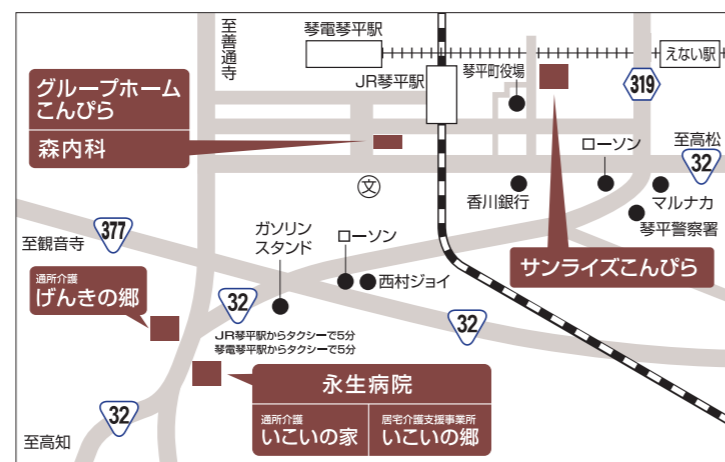 至善通寺
琴電琴平駅
えない駅
JR琴平駅
琴平町役場
319
グループホーム
こんぴら
森内科
至高松
32
ローソン
文
香川銀行
マルナカ
琴平警察署
377
至観音寺
ガソリン
スタンド
ローソン
西村ジョイ
サンライズこんぴら
通所介護
げんきの郷
32
32
JR琴平駅からタクシーで5分
琴電琴平駅からタクシーで5分
永生病院
通所介護
いこいの家
居宅介護支援事業所
いこいの郷
32
至高知